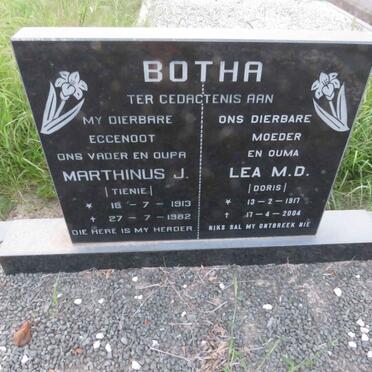 BOTHA
TER GEDAGTENIS AAN
MY DIERBARE
EGGENOOT
ONS VADER EN OUPA
MARTHINUS J.
(TIENIE)
* 16 - 7 - 1913
✝ 27 - 7 - 1982
DIE HERE IS MY HERDER
ONS DIERBARE
MOEDER
EN OUMA
LEA M.D.
(DORIS)
* 13 - 2 - 1917
✝ 17 - 4 - 2004
NIKS SAL MY ONTBREEK NIE